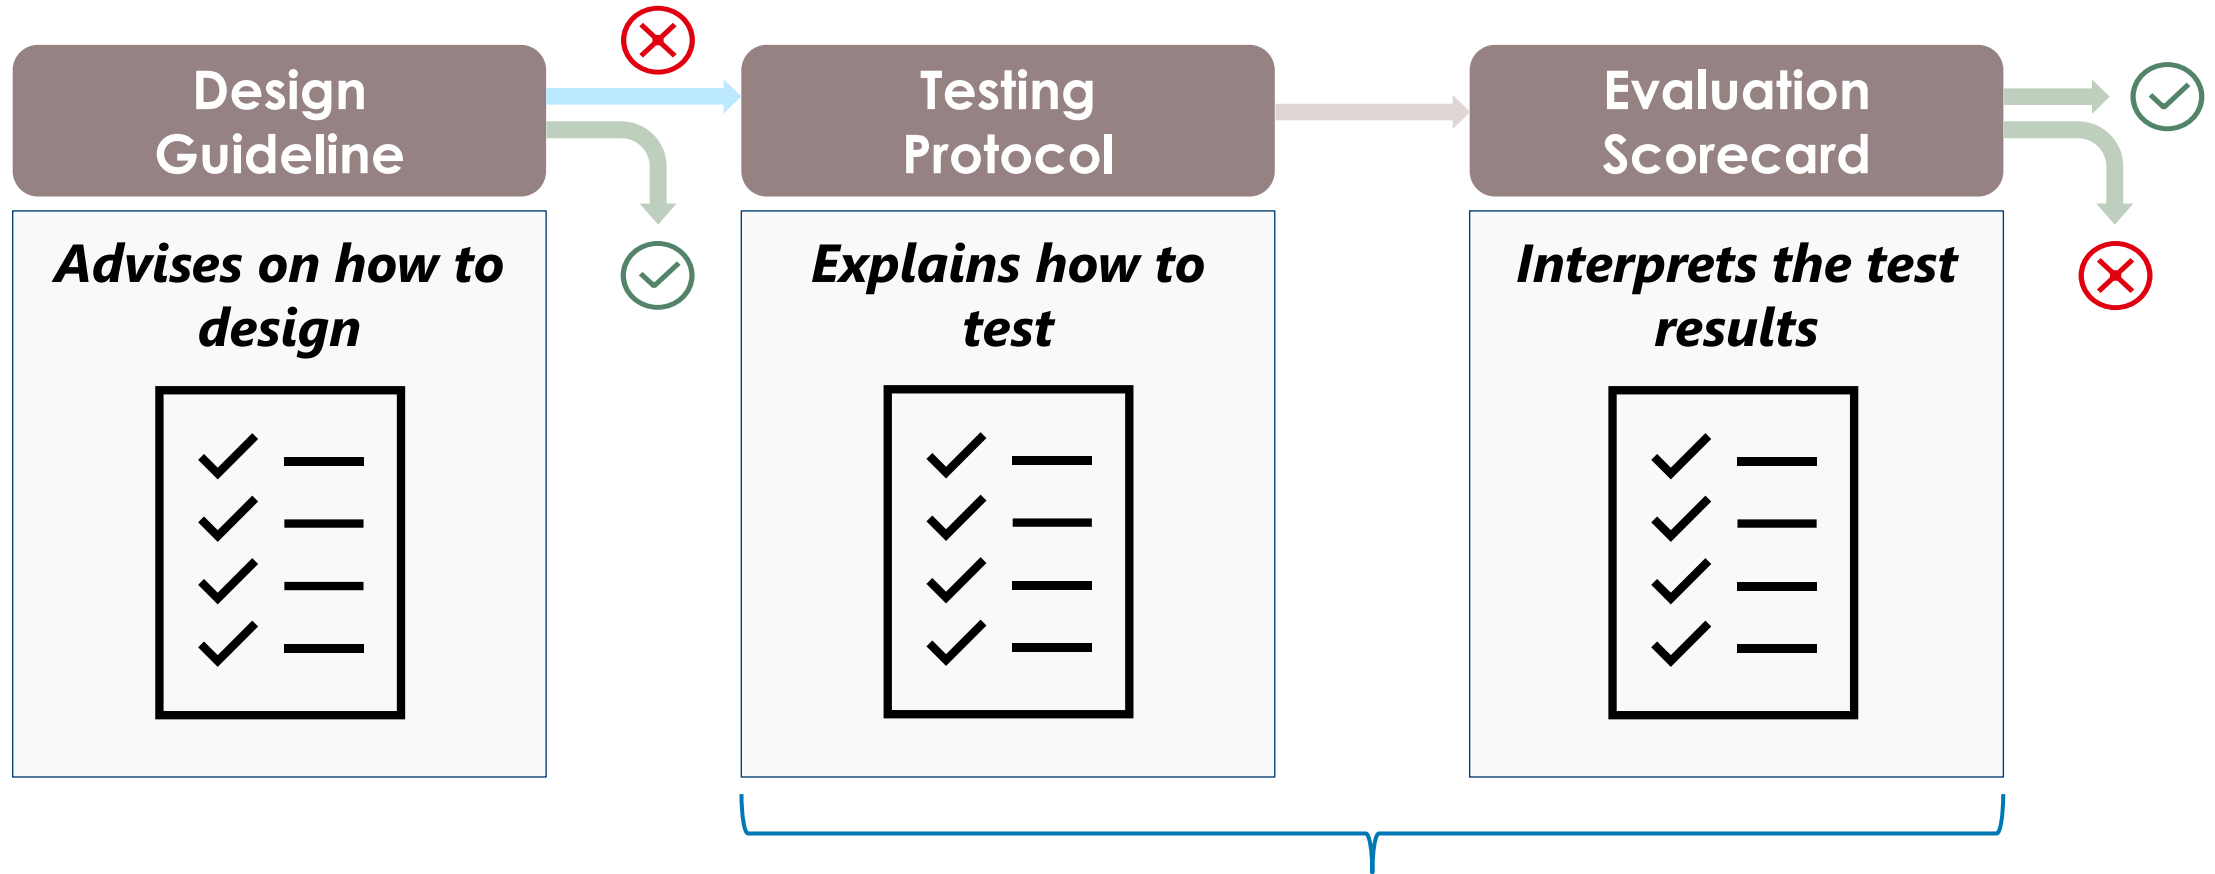 Design
Guideline
Advises on how to
design
Testing
Protocol
Explains how to
test
Evaluation
Scorecard
Interprets the test
results